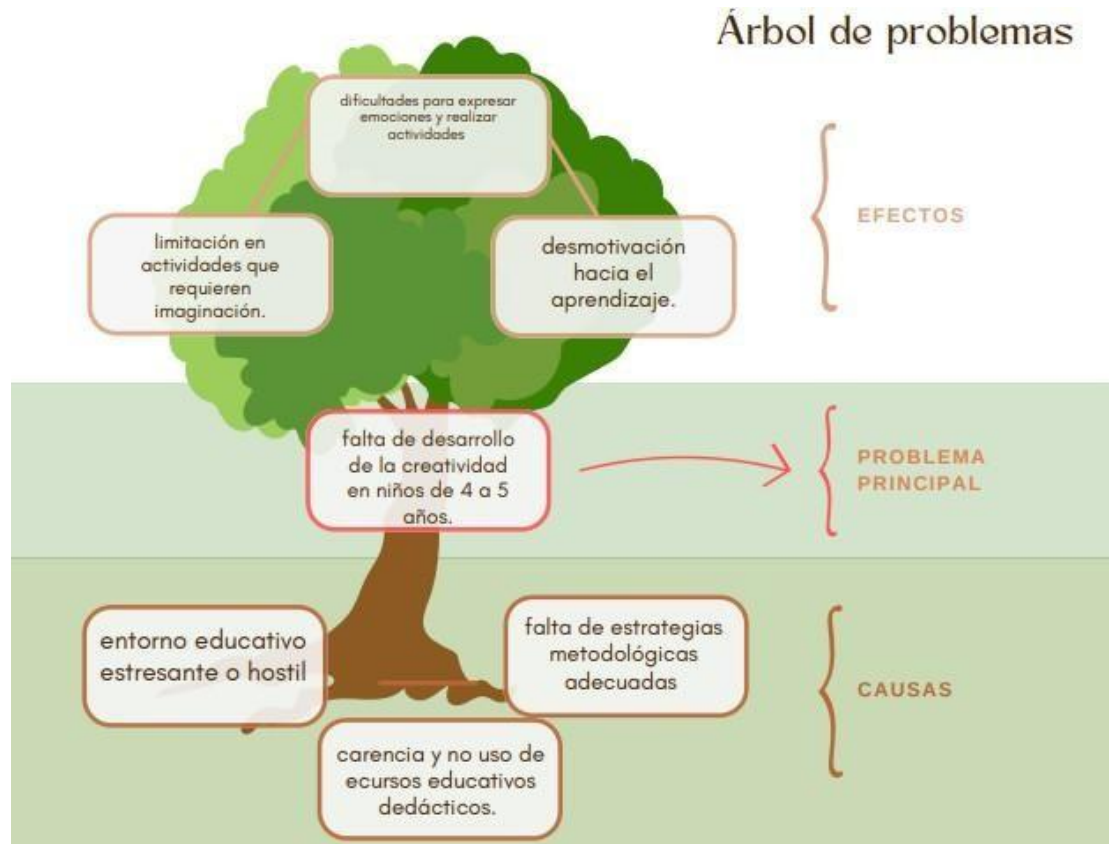 Árbol de problemas
dificultades para expresar
emociones y realizar
actividades
limitación en
actividades que
requieren
imaginación.
desmotivación
hacia el
aprendizaje.
EFECTOS
falta de desarrollo
de la creatividad
en niños de 4 a 5
años.
PROBLEMA
PRINCIPAL
entorno educativo
estresante o hostil
falta de estrategias
metodológicas
adecuadas
carencia y no uso de
ecursos educativos
dedácticos.
CAUSAS